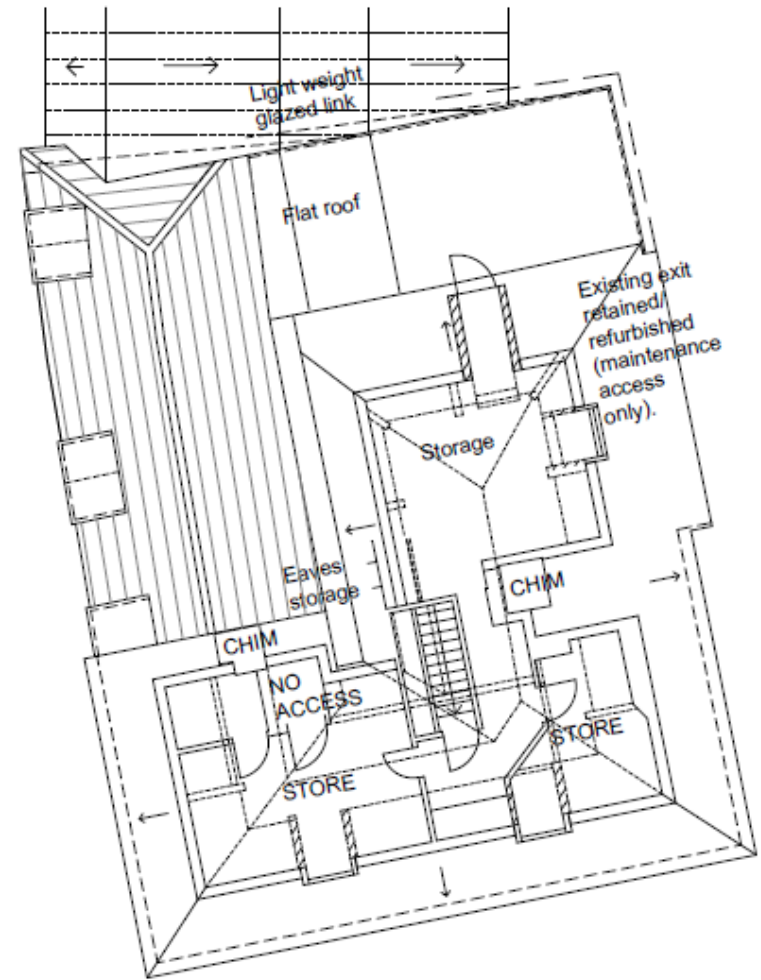 Light weight
glazed link
Flat roof
Existing exit
retained/
refurbished
(maintenance
access
only).
Storage
Eaves
storage
CHIM
CHIM
NO
ACCESS
STORE
STORE